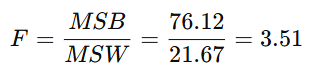 F = MSB/MSW = 76.12/21.67 = 3.51